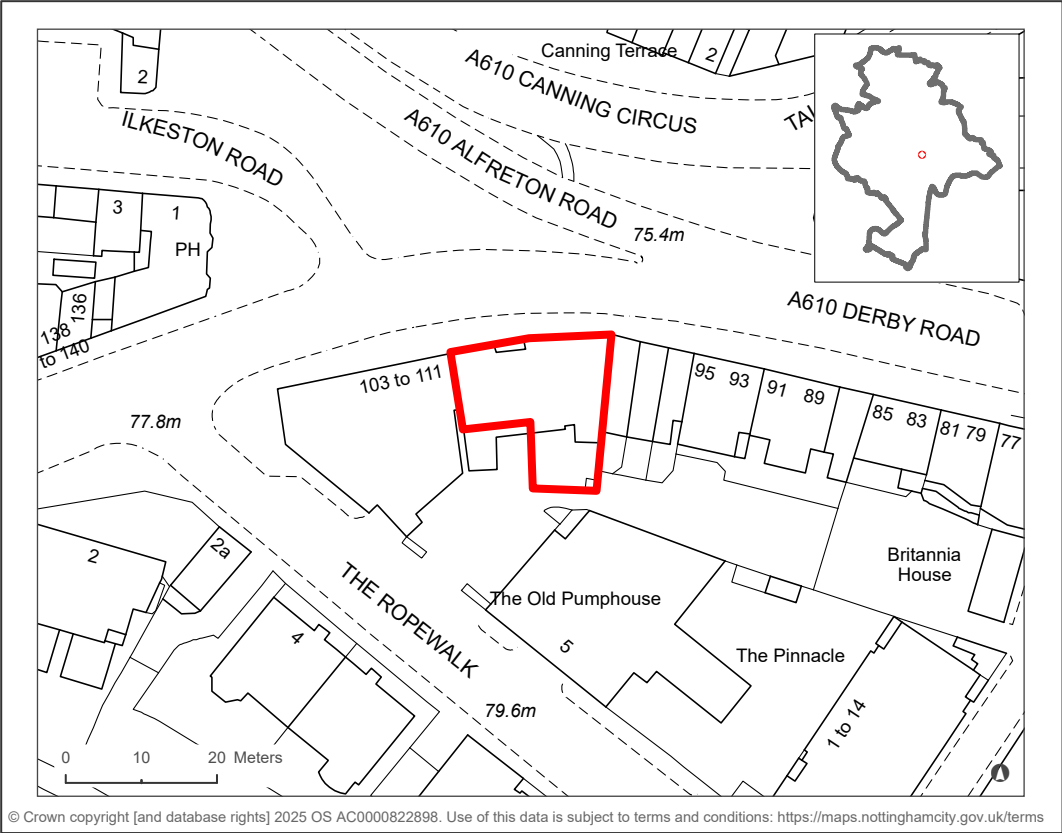 Canning Terrace
2
2
A610 CANNING CIRCUS
ILKESTON ROAD
A610 ALFRETON ROAD
75.4m
3
1
PH
136
138
to 140
A610 DERBY ROAD
103 to 111
95
93
91
89
85
83
81
79
77
77.8m
2
2a
Britannia
House
THE ROPEWALK
The Old Pumphouse
5
4
The Pinnacle
1 to 14
79.6m
0 10 20 Meters
© Crown copyright [and database rights] 2025 OS AC0000822898. Use of this data is subject to terms and conditions: https://maps.nottinghamcity.gov.uk/terms